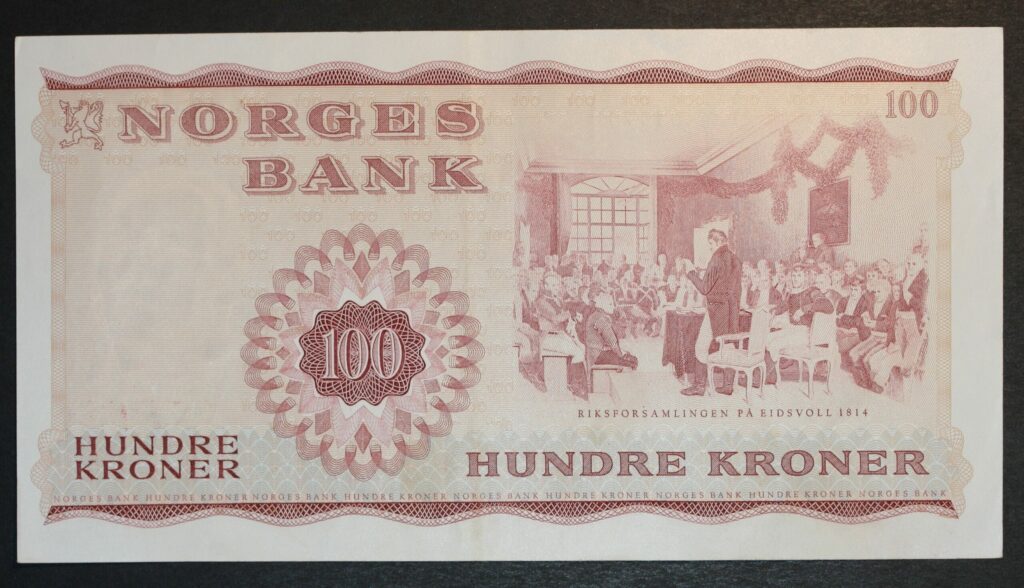 NORGES
BANK
100
100
RIKSFORSAMLINGEN PÅ EIDSVOLL 1814
HUNDRE
KRONER
HUNDRE KRONER
NORGES BANK HUNDRE KRONER NORGES BANK HUNDRE KRONER NORGES BANK HUNDRE KRONER NORGES BANK HUNDRE KRONER NORGES BANK